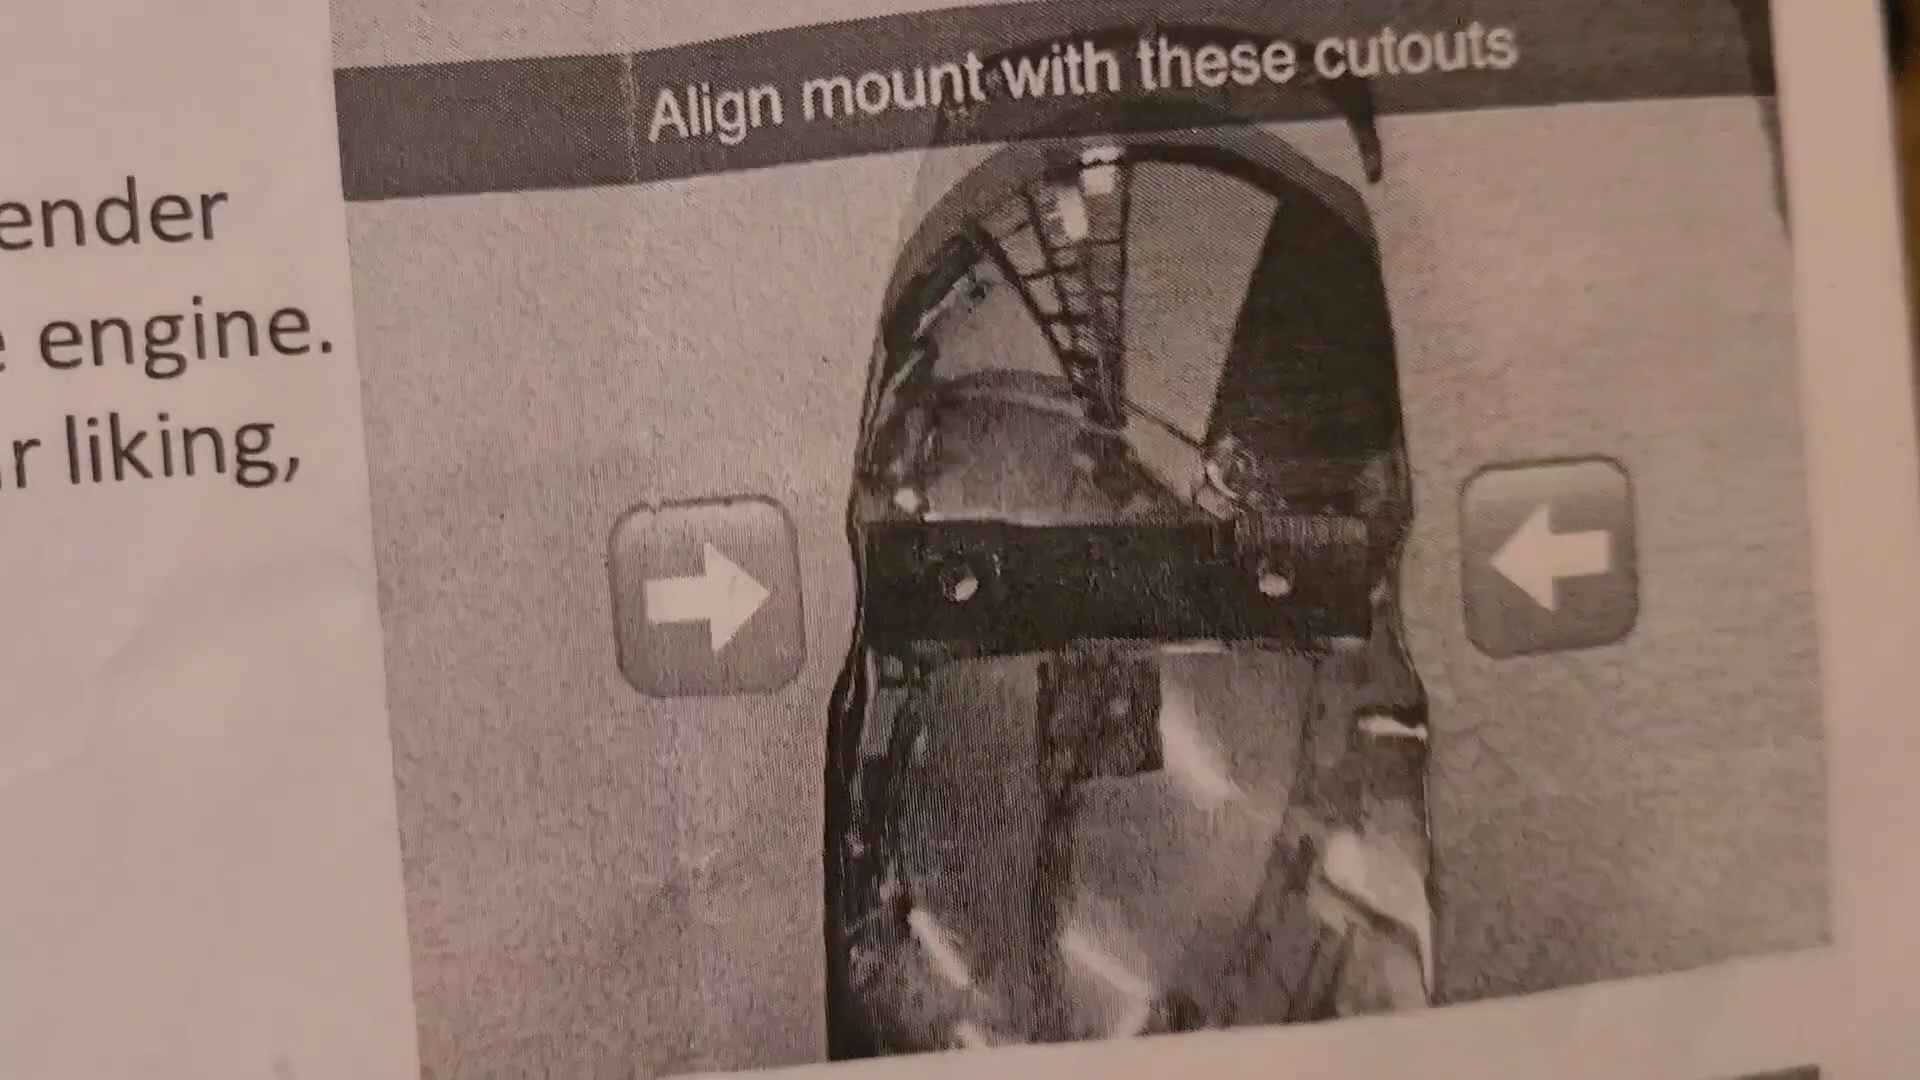 Align mount with these cutouts
ender
engine.
r liking,